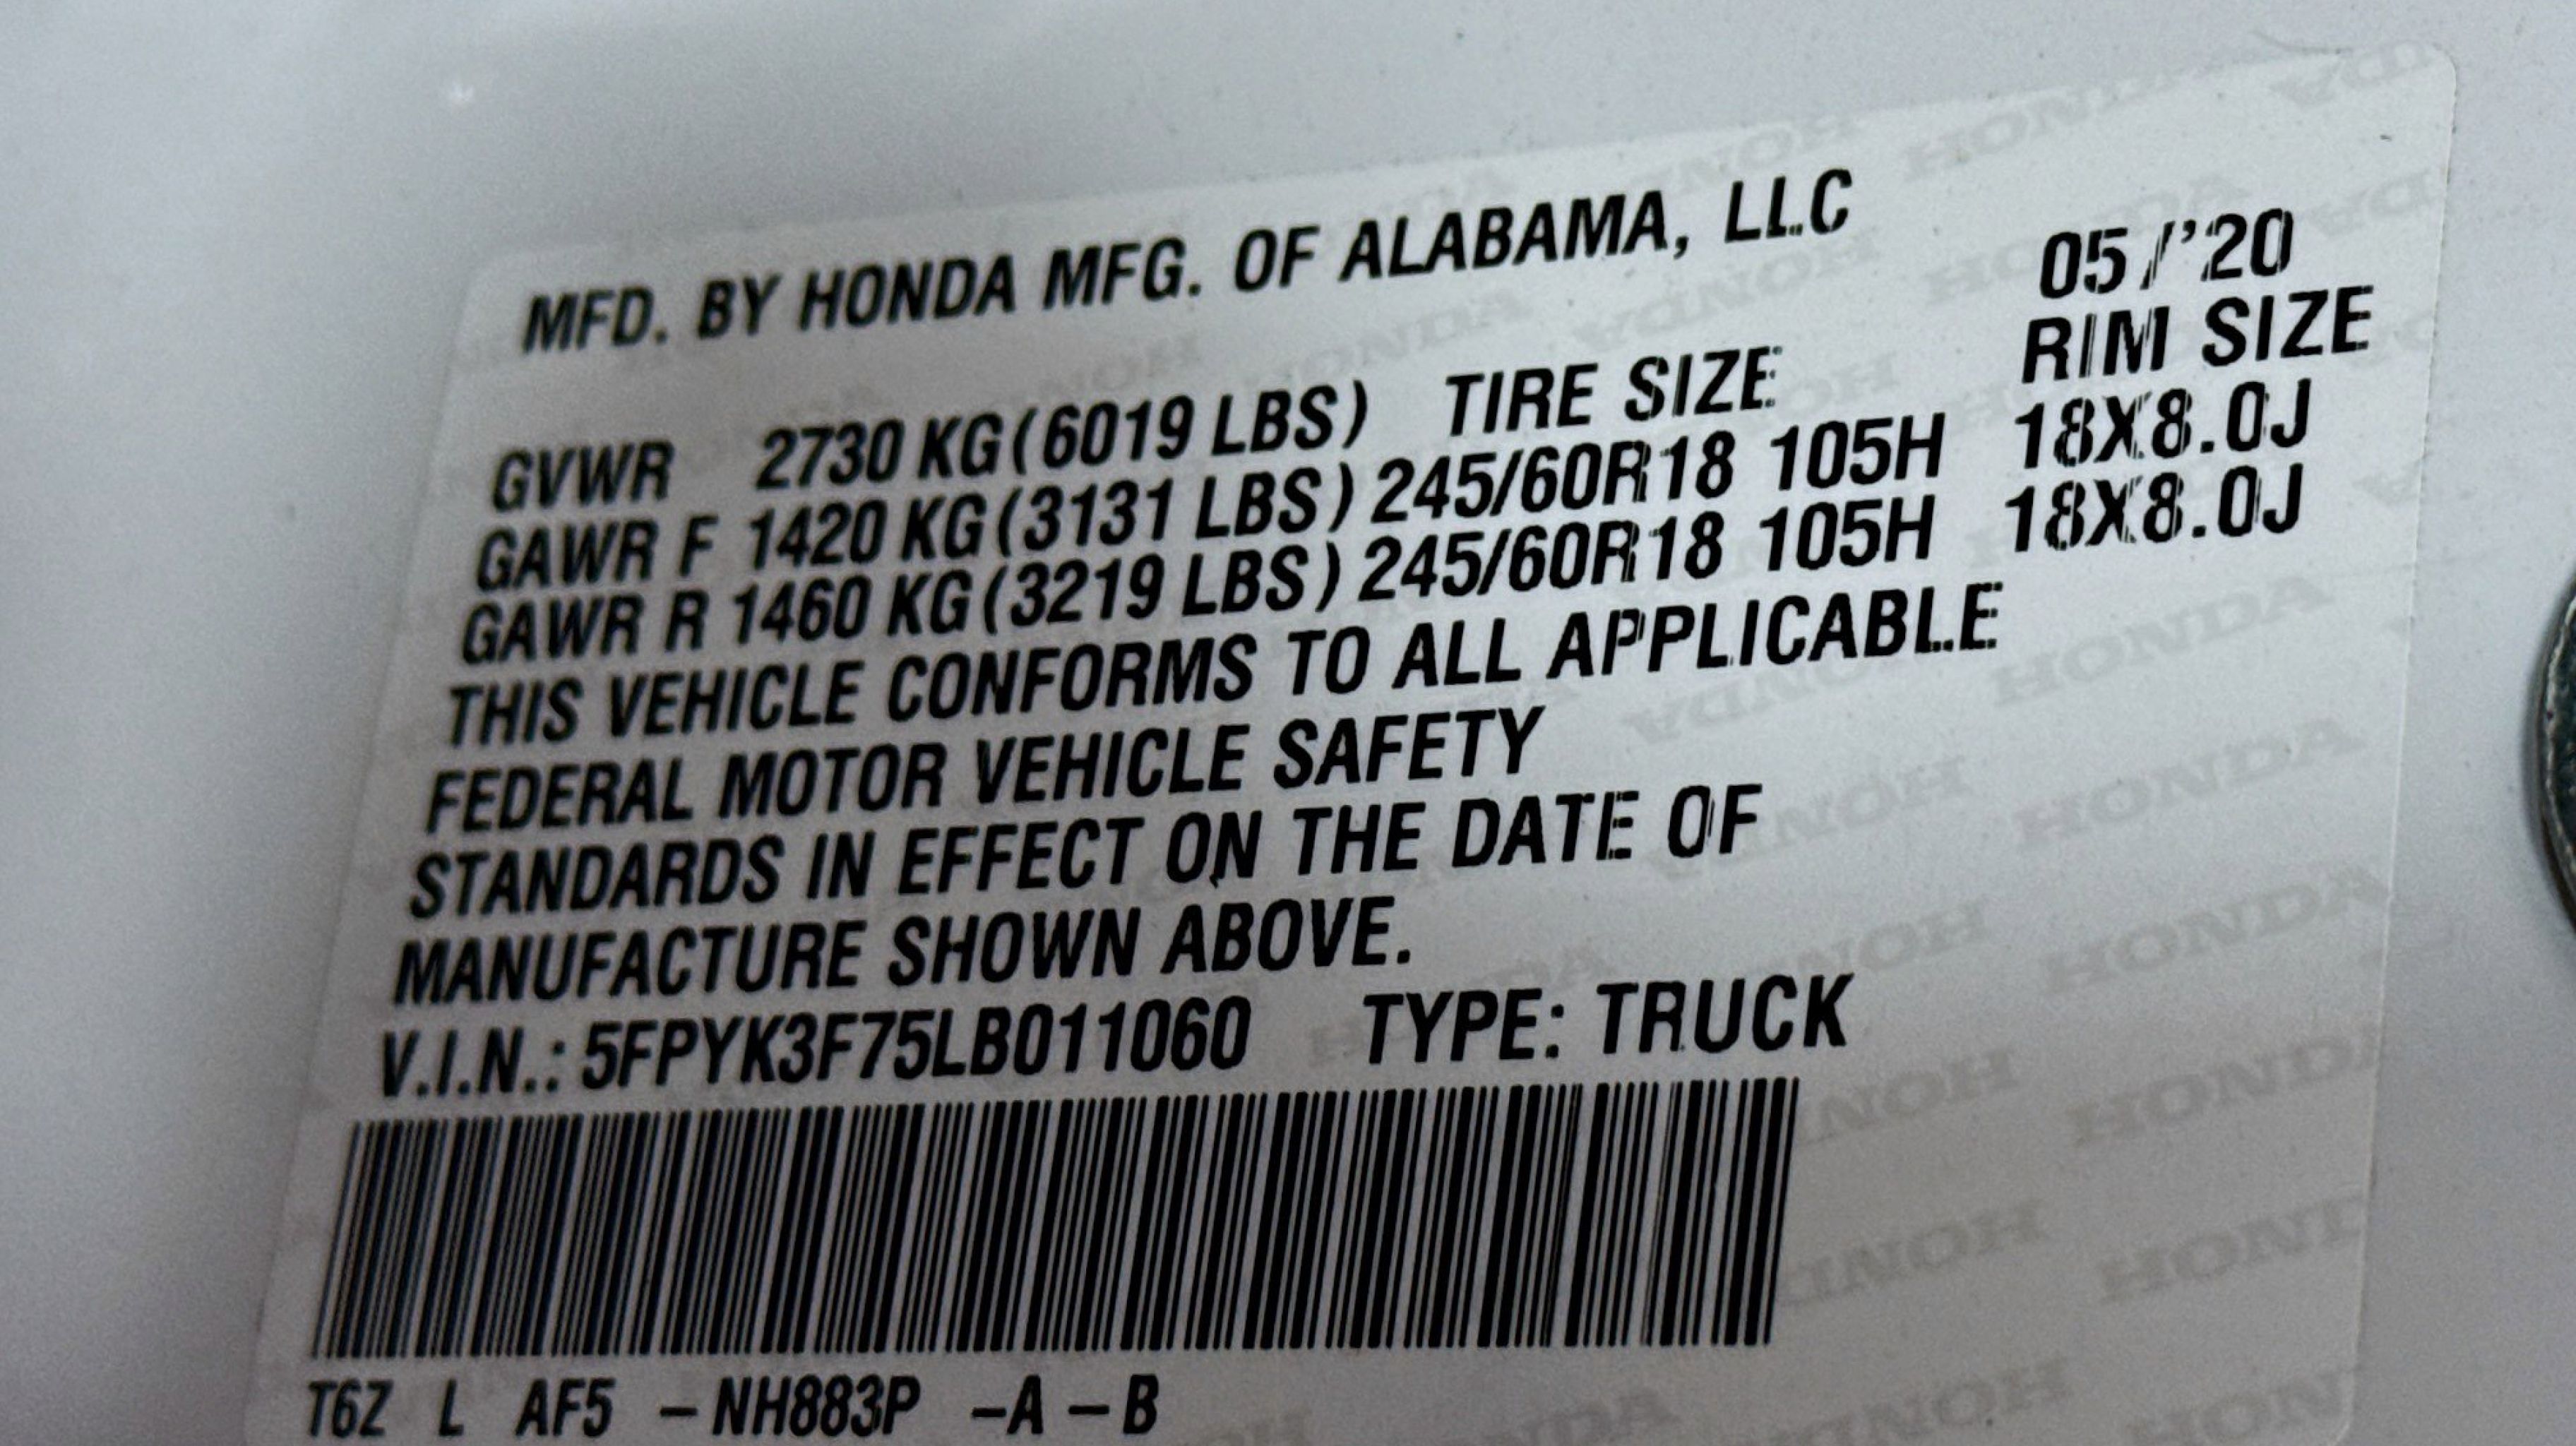 MFD. BY HONDA MFG. OF ALABAMA, LLC
05/'20
GVWR 2730 KG(6019 LBS) TIRE SIZE RIM SIZE
GAWR F 1420 KG(3131 LBS) 245/60R18 105H 18X8.0J
GAWR R 1460 KG(3219 LBS) 245/60R18 105H 18X8.0J
THIS VEHICLE CONFORMS TO ALL APPLICABLE
FEDERAL MOTOR VEHICLE SAFETY
STANDARDS IN EFFECT ON THE DATE OF
MANUFACTURE SHOWN ABOVE.
V.I.N.: 5FPYK3F75LB011060 TYPE: TRUCK
T6Z L AF5 -NH883P -A-B